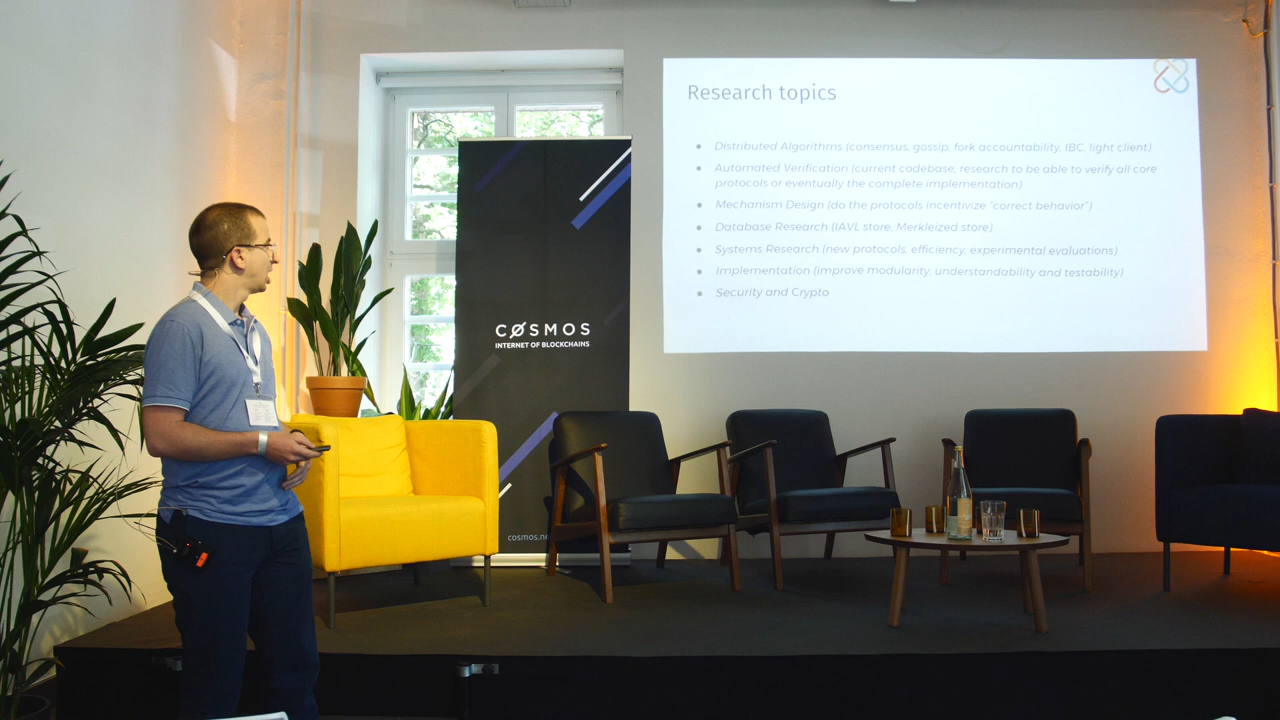 Research topics
Distributed Algorithms (consensus, gossip, fork accountability, IBC, light client)
Automated Verification (current codebase, research to be able to verify all core
protocols or eventually the complete implementation)
Mechanism Design (do the protocols incentivize "correct behavior")
Database Research (IAVL store, Merkleized store)
Systems Research (new protocols, efficiency, experimental evaluations)
Implementation (improve modularity, understandability and testability)
Security and Crypto
CØSMOS
INTERNET OF BLOCKCHAINS
cosmos.ne